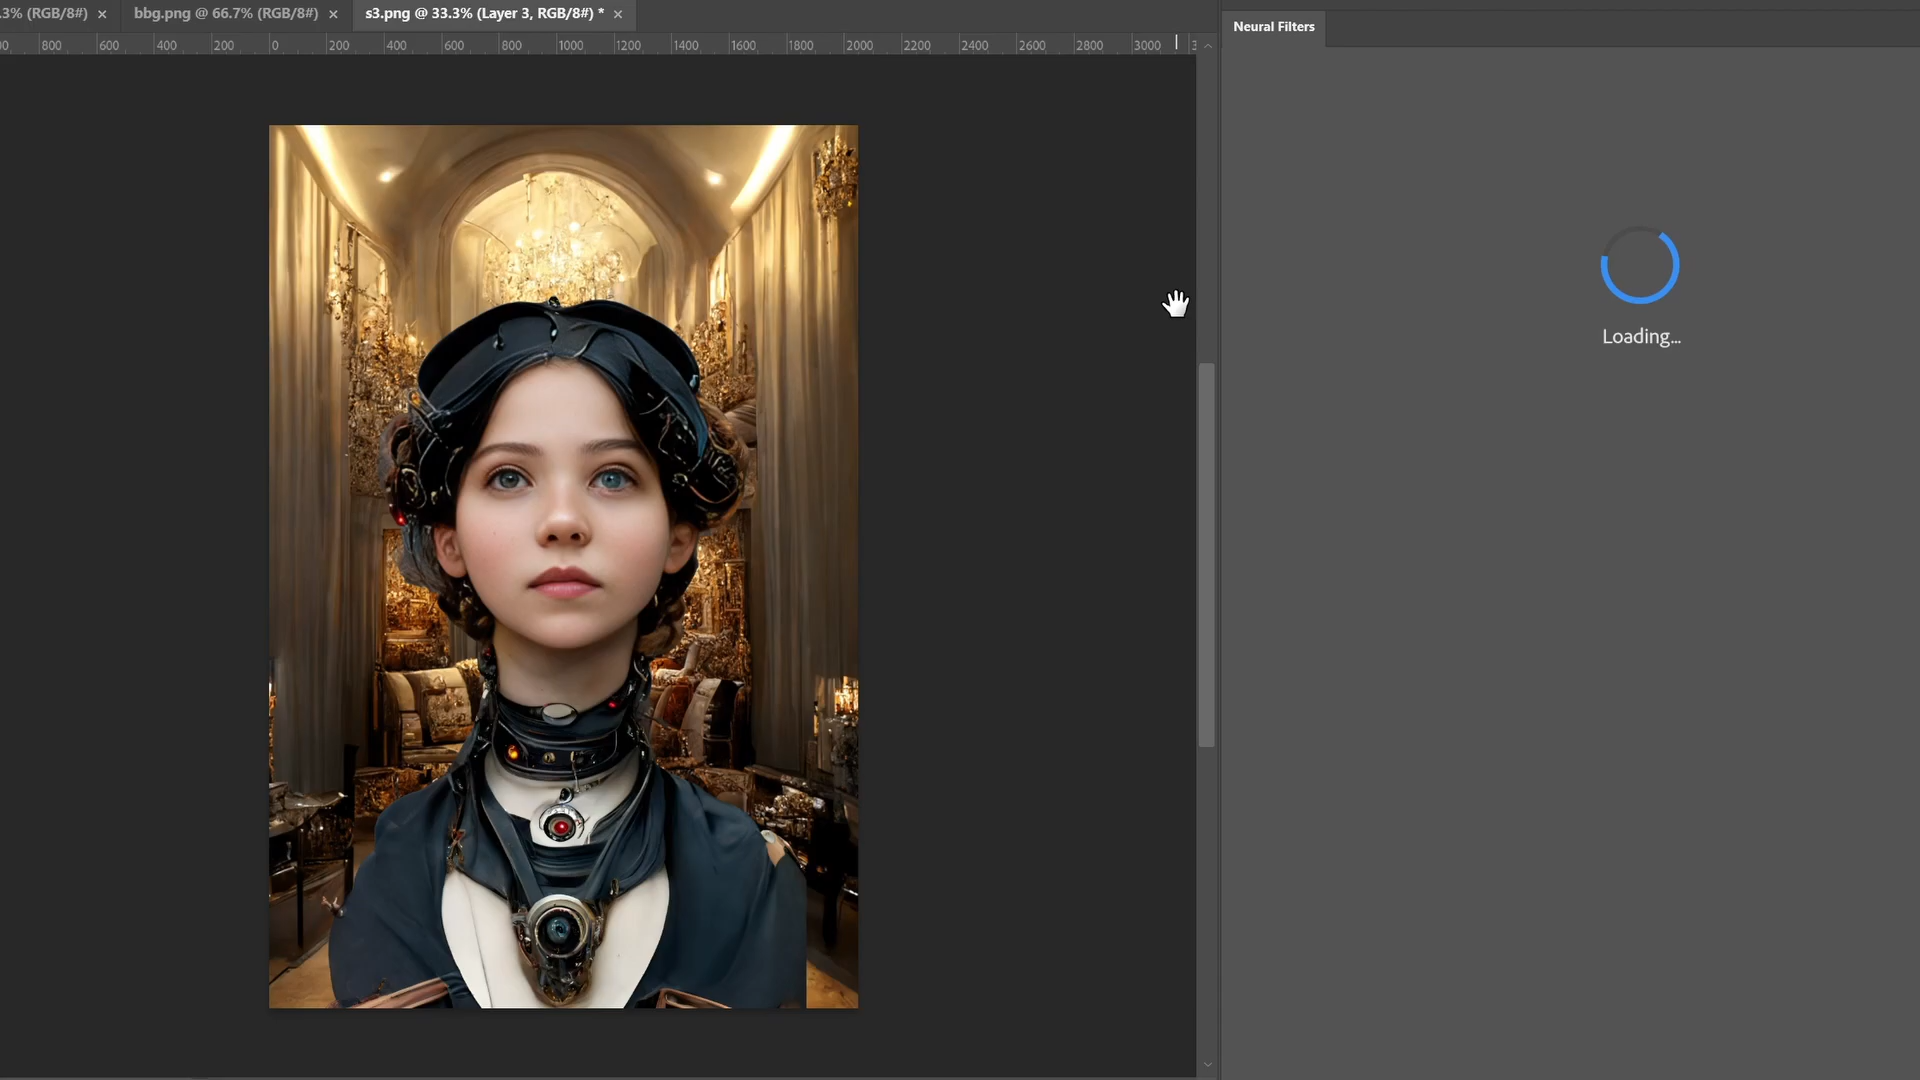 .3% (RGB/8#) × bbg.png @ 66.7% (RGB/8#) × s3.png @ 33.3% (Layer 3, RGB/8#) * ×
Neural Filters
00 800 600 400 200 0 200 400 600 800 1000 1200 1400 1600 1800 2000 2200 2400 2600 2800 3000 3
Loading...